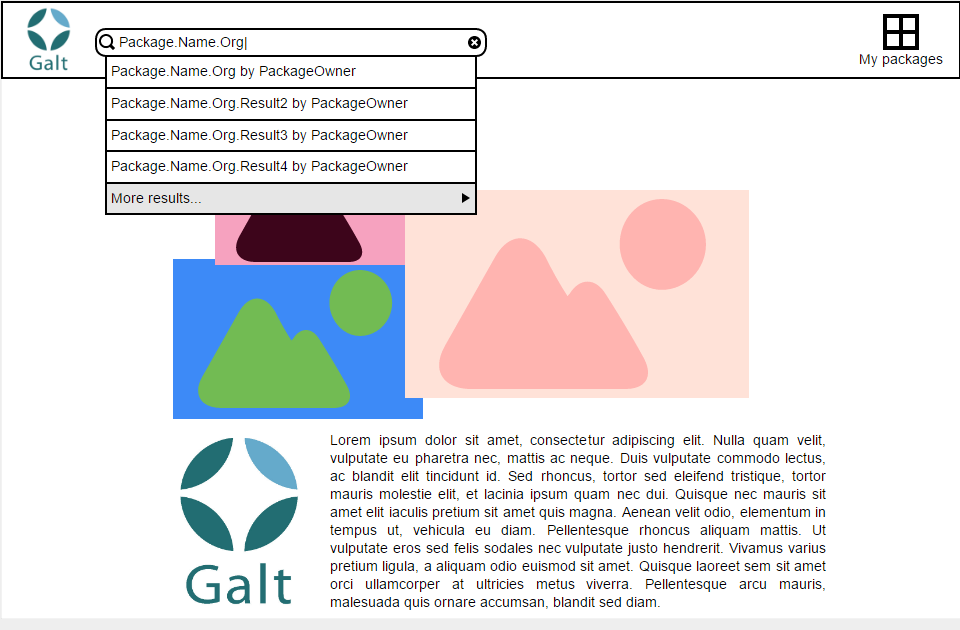 Galt
Package.Name.Org
My packages
Package.Name.Org by PackageOwner
Package.Name.Org.Result2 by PackageOwner
Package.Name.Org.Result3 by PackageOwner
Package.Name.Org.Result4 by PackageOwner
More results...
Galt
Lorem ipsum dolor sit amet, consectetur adipiscing elit. Nulla quam velit,
vulputate eu pharetra nec, mattis ac neque. Duis vulputate commodo lectus,
ac blandit elit tincidunt id. Sed rhoncus, tortor sed eleifend tristique, tortor
mauris molestie elit, et lacinia ipsum quam nec dui. Quisque nec mauris sit
amet elit iaculis pretium sit amet quis magna. Aenean velit odio, elementum in
tempus ut, vehicula eu diam. Pellentesque rhoncus aliquam mattis. Ut
vulputate eros sed felis sodales nec vulputate justo hendrerit. Vivamus varius
pretium ligula, a aliquam odio euismod sit amet. Quisque laoreet sem sit amet
orci ullamcorper at ultricies metus viverra. Pellentesque arcu mauris,
malesuada quis ornare accumsan, blandit sed diam.